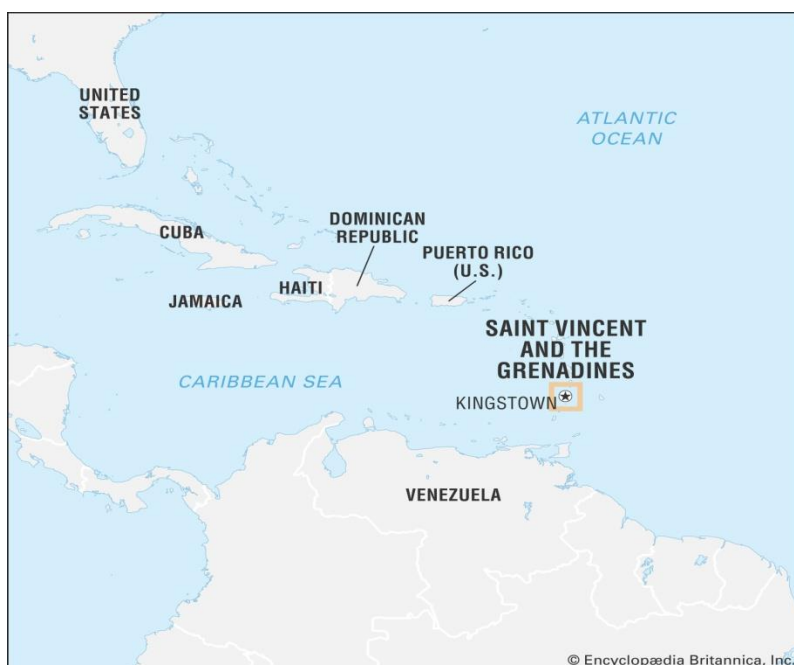 UNITED
STATES
ATLANTIC
OCEAN
CUBA
DOMINICAN
REPUBLIC
PUERTO RICO
(U.S.)
JAMAICA
HAITI
SAINT VINCENT
AND THE
GRENADINES
CARIBBEAN SEA
KINGSTOWN
VENEZUELA
© Encyclopædia Britannica, Inc.